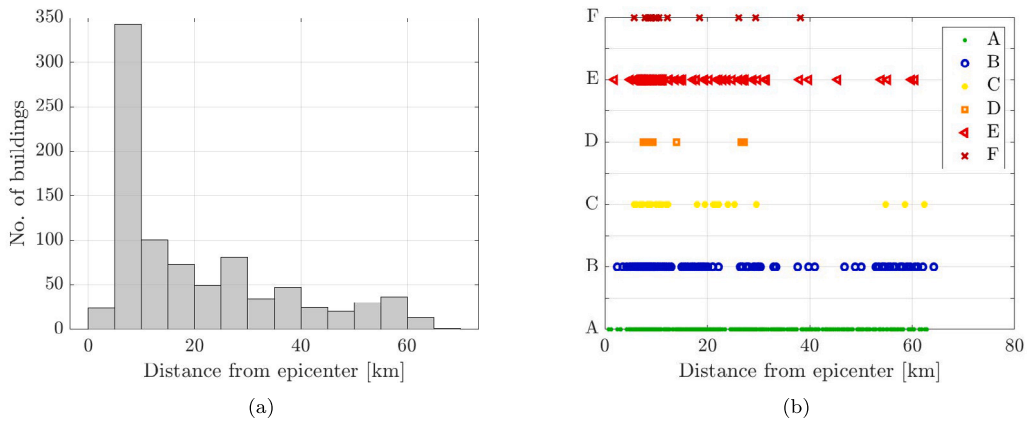 350
300
250
200
150
100
50
0
No. of buildings
0 20 40 60
Distance from epicenter [km]
(a)
F
E
D
C
B
A
A
B
C
D
E
F
0 20 40 60 80
Distance from epicenter [km]
(b)